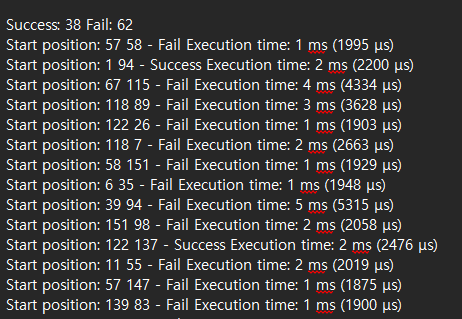 Success: 38 Fail: 62
Start position: 57 58 - Fail Execution time: 1 ms (1995 µs)
Start position: 1 94 - Success Execution time: 2 ms (2200 µs)
Start position: 67 115 - Fail Execution time: 4 ms (4334 µs)
Start position: 118 89 - Fail Execution time: 3 ms (3628 µs)
Start position: 122 26 - Fail Execution time: 1 ms (1903 µs)
Start position: 118 7 - Fail Execution time: 2 ms (2663 µs)
Start position: 58 151 - Fail Execution time: 1 ms (1929 µs)
Start position: 6 35 - Fail Execution time: 1 ms (1948 µs)
Start position: 39 94 - Fail Execution time: 5 ms (5315 µs)
Start position: 151 98 - Fail Execution time: 2 ms (2058 µs)
Start position: 122 137 - Success Execution time: 2 ms (2476 µs)
Start position: 11 55 - Fail Execution time: 2 ms (2019 µs)
Start position: 57 147 - Fail Execution time: 1 ms (1875 µs)
Start position: 139 83 - Fail Execution time: 1 ms (1900 µs)